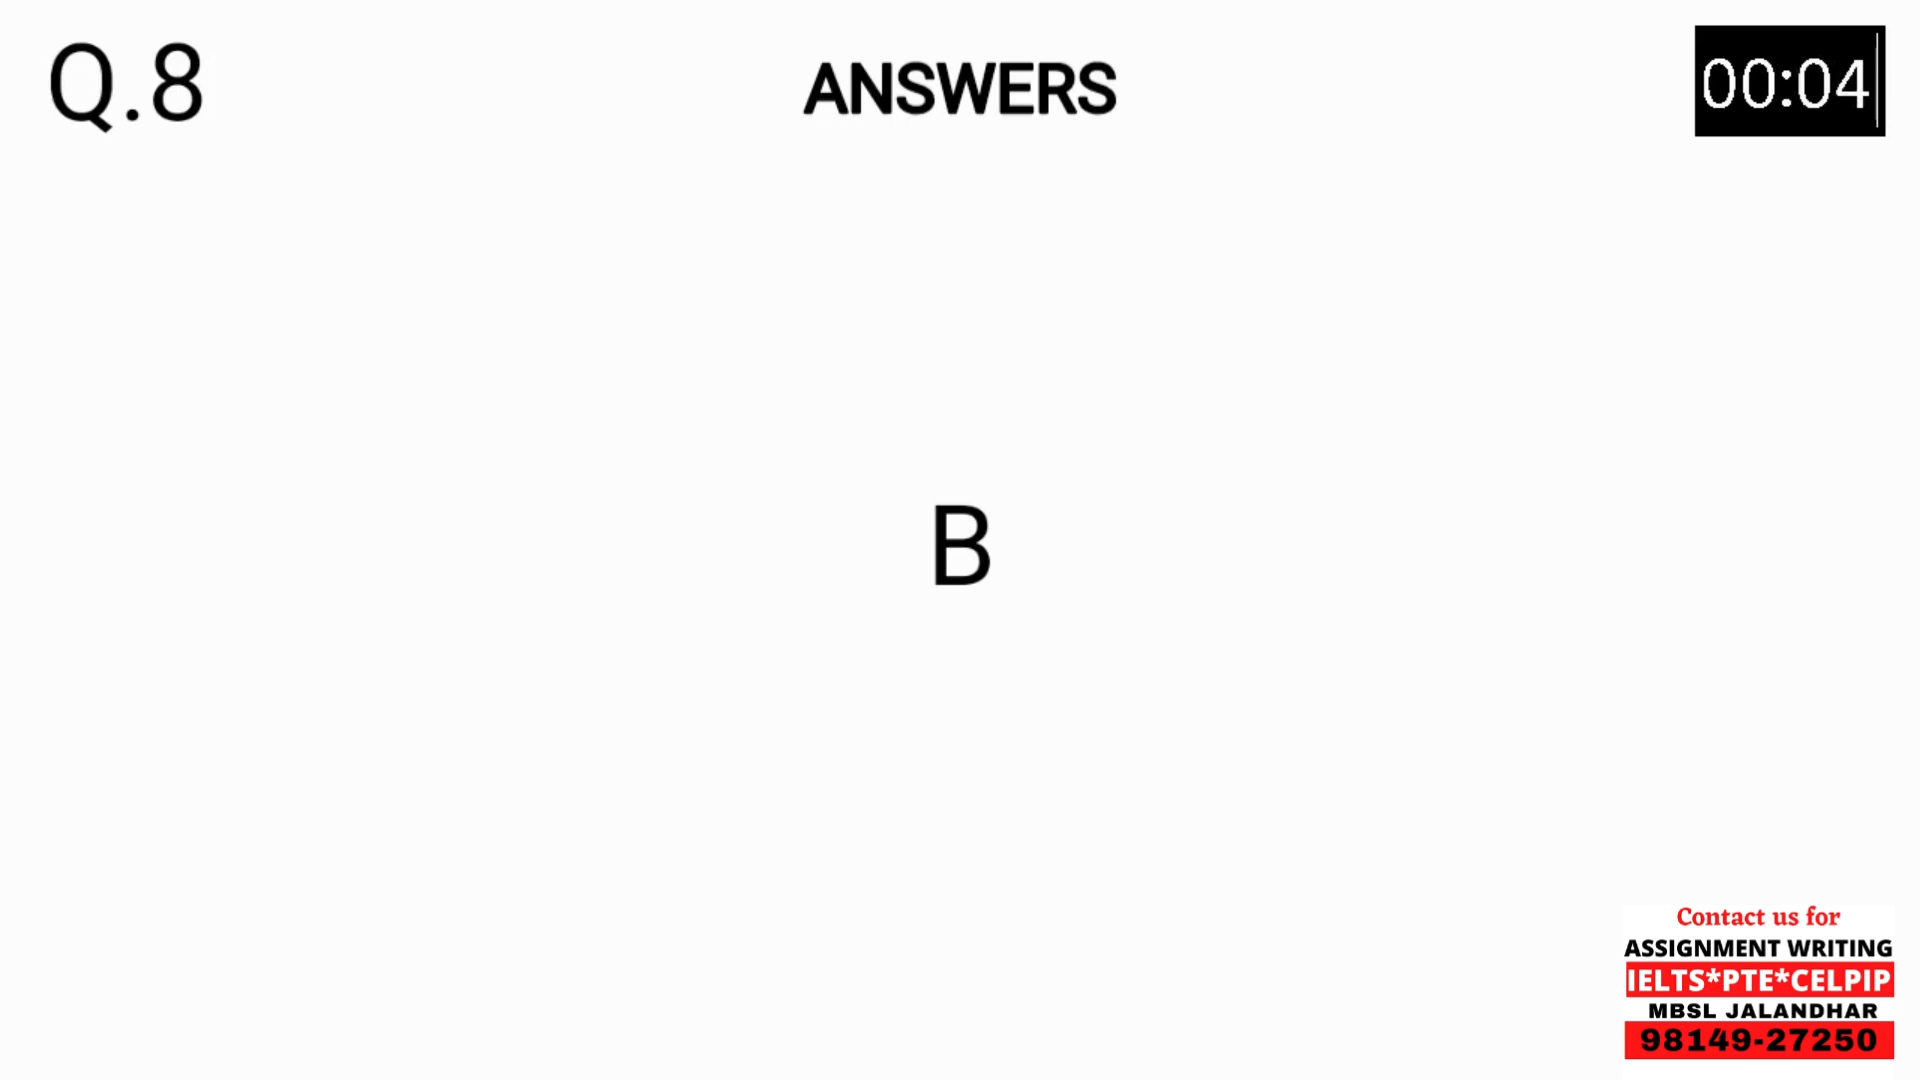 Q.8
ANSWERS
00:04
B
Contact us for
ASSIGNMENT WRITING
IELTS*PTE*CELPIP
MBSL JALANDHAR
98149-27250